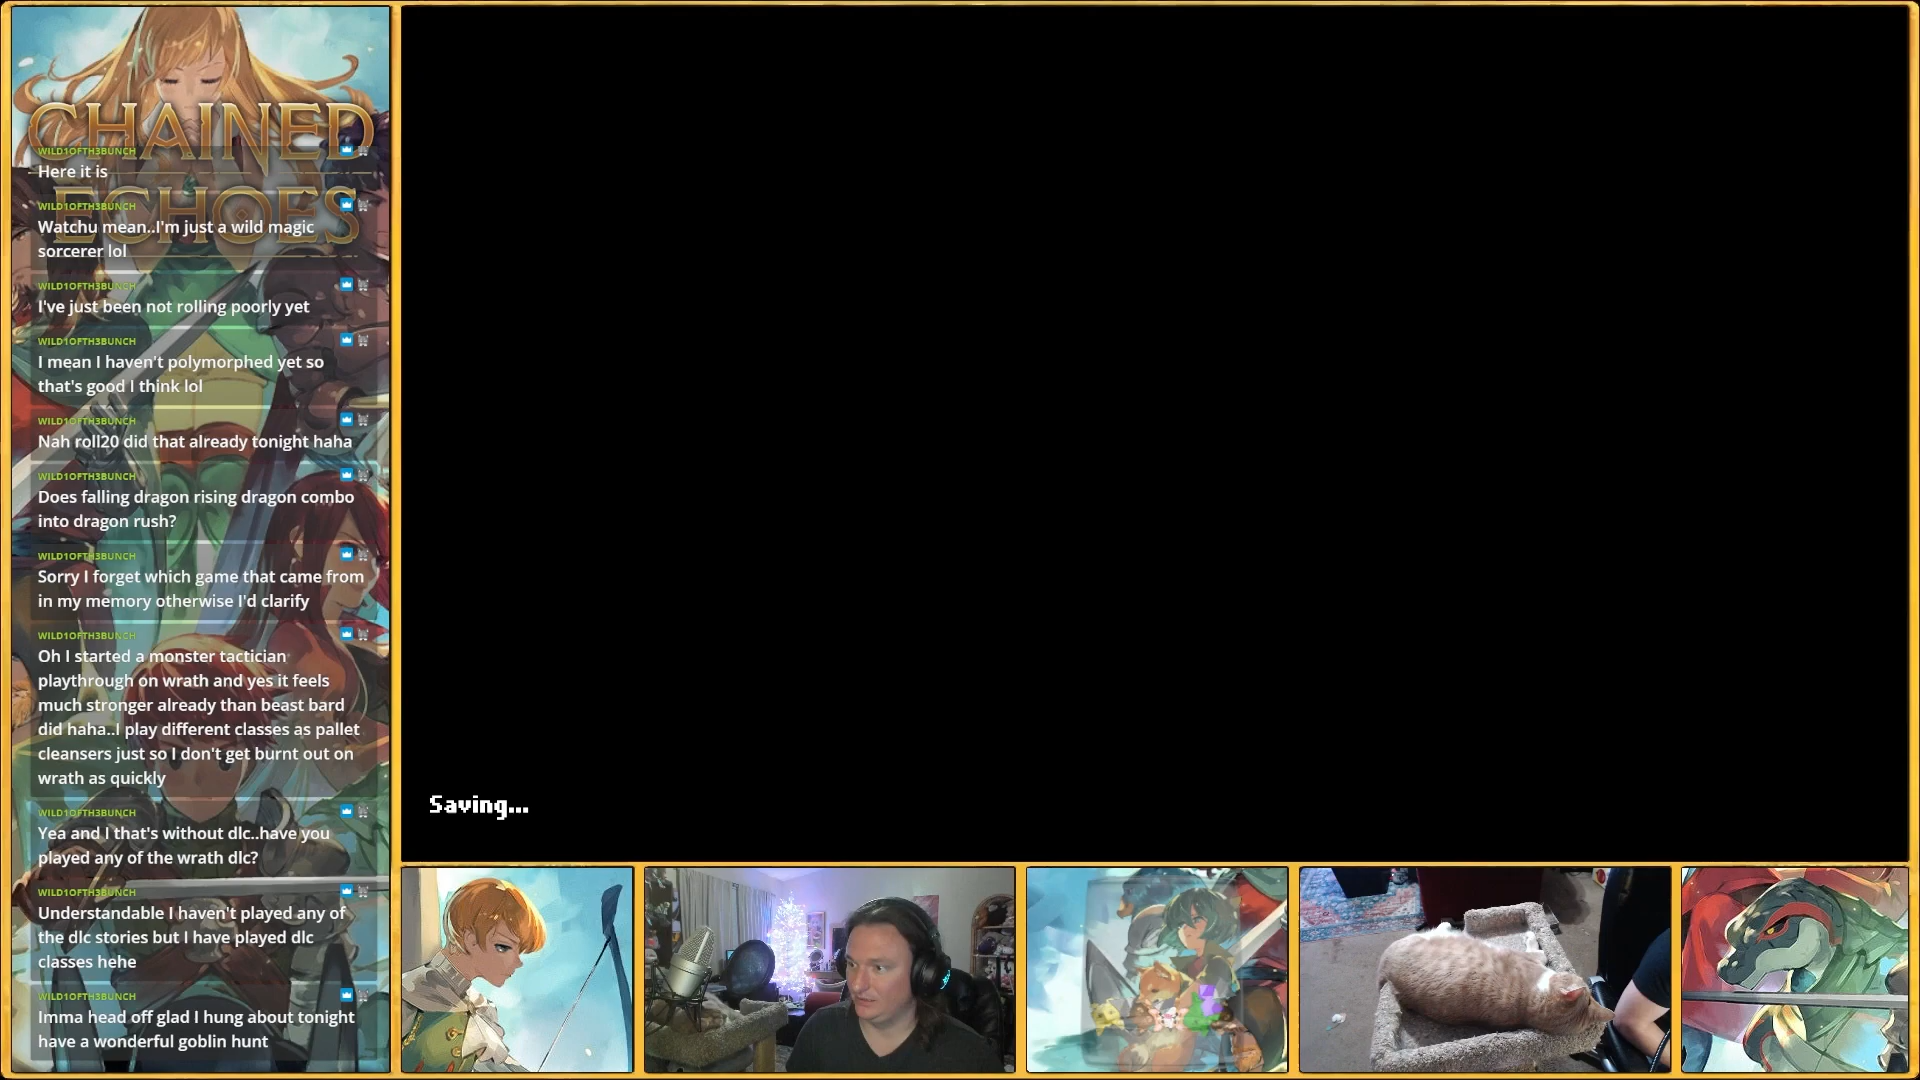 CHAINED
ECHOES
WILD1OFTH3BUNCH
Here it is
WILD1OFTH3BUNCH
Watchu mean..I'm just a wild magic
sorcerer lol
WILD1OFTH3BUNCH
I've just been not rolling poorly yet
WILD1OFTH3BUNCH
I mean I haven't polymorphed yet so
that's good I think lol
WILD1OFTH3BUNCH
Nah roll20 did that already tonight haha
WILD1OFTH3BUNCH
Does falling dragon rising dragon combo
into dragon rush?
WILD1OFTH3BUNCH
Sorry I forget which game that came from
in my memory otherwise I'd clarify
WILD1OFTH3BUNCH
Oh I started a monster tactician
playthrough on wrath and yes it feels
much stronger already than beast bard
did haha..I play different classes as pallet
cleansers just so I don't get burnt out on
wrath as quickly
WILD1OFTH3BUNCH
Yea and I that's without dlc..have you
played any of the wrath dlc?
WILD1OFTH3BUNCH
Understandable I haven't played any of
the dlc stories but I have played dlc
classes hehe
WILD1OFTH3BUNCH
Imma head off glad I hung about tonight
have a wonderful goblin hunt
Saving...